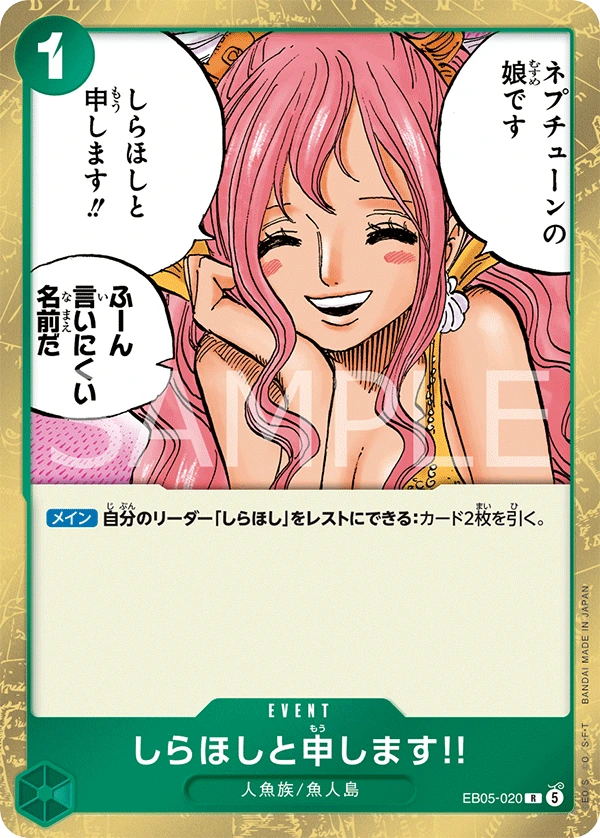 1
ネプチューンの
娘です
しらほしと
申します!!
ふーん
言いにくい
名前だ
SAMPLE
メイン 自分のリーダー「しらほし」をレストにできる:カード2枚を引く。
EVENT
しらほしと申します!!
人魚族/魚人島
EB05-020 R 5
BANDAI MADE IN JAPAN